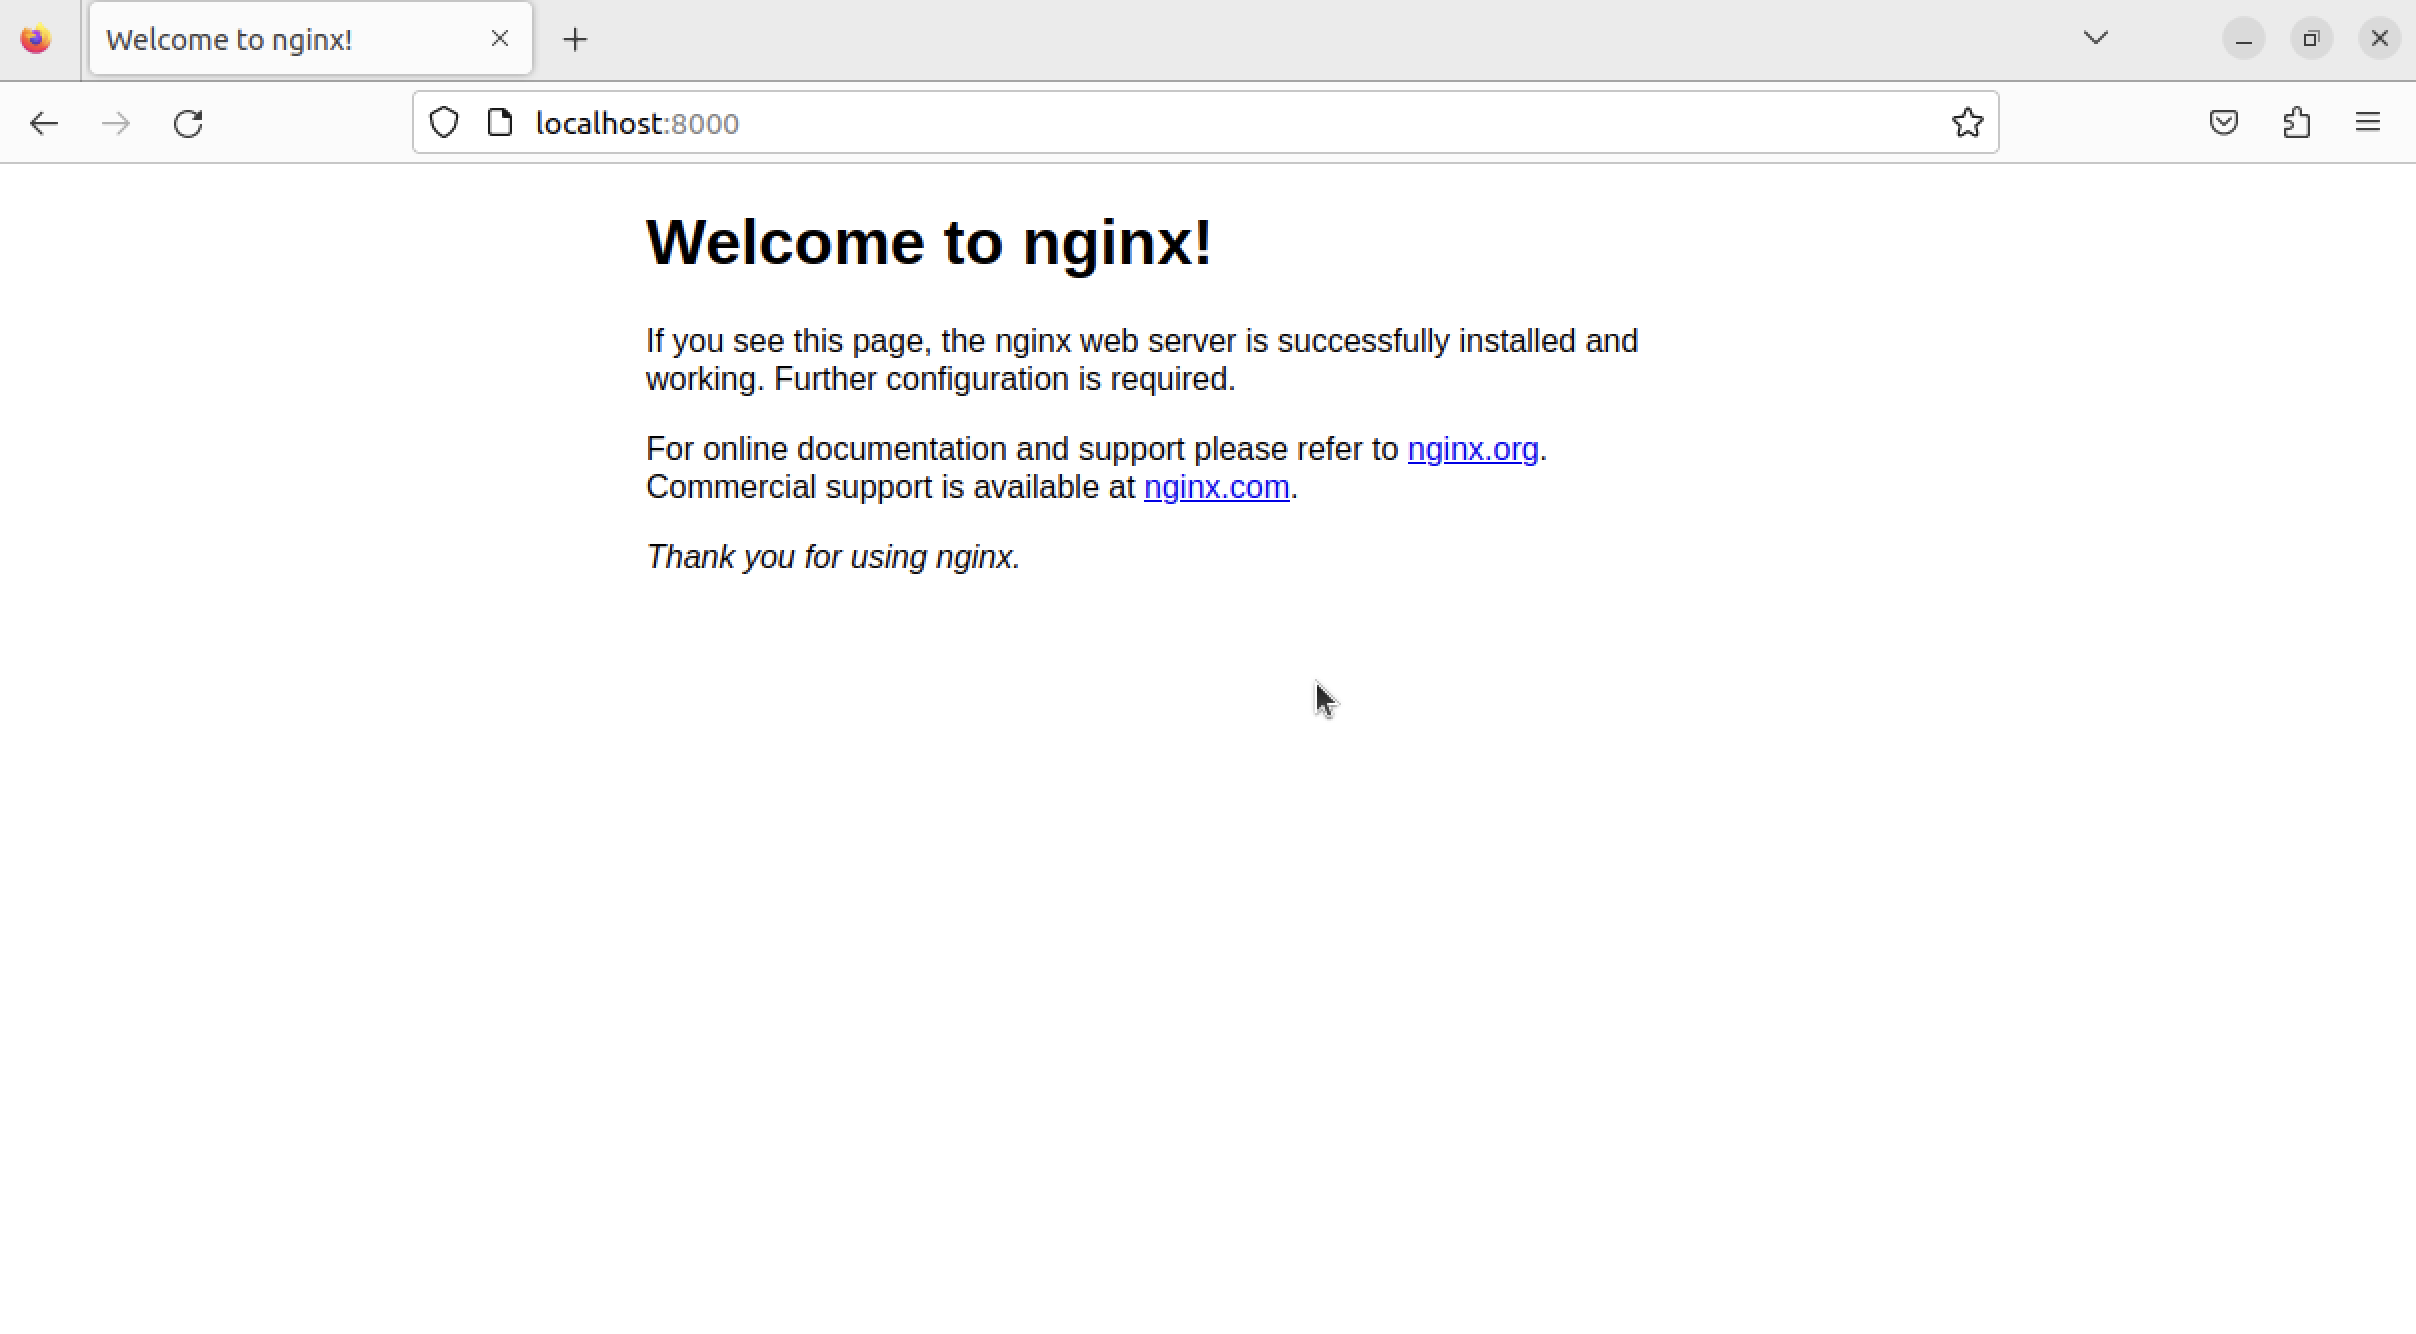 Welcome to nginx!
localhost:8000
Welcome to nginx!
If you see this page, the nginx web server is successfully installed and
working. Further configuration is required.
For online documentation and support please refer to nginx.org.
Commercial support is available at nginx.com.
Thank you for using nginx.